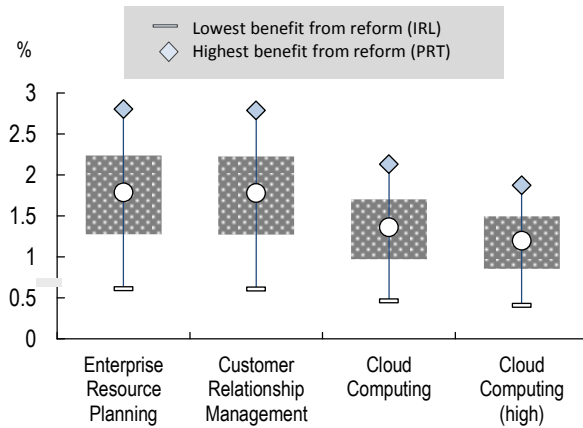 Lowest benefit from reform (IRL)
Highest benefit from reform (PRT)
%
3
2.5
2
1.5
1
0.5
0
Enterprise
Resource
Planning
Customer
Relationship
Management
Cloud
Computing
Cloud
Computing
(high)